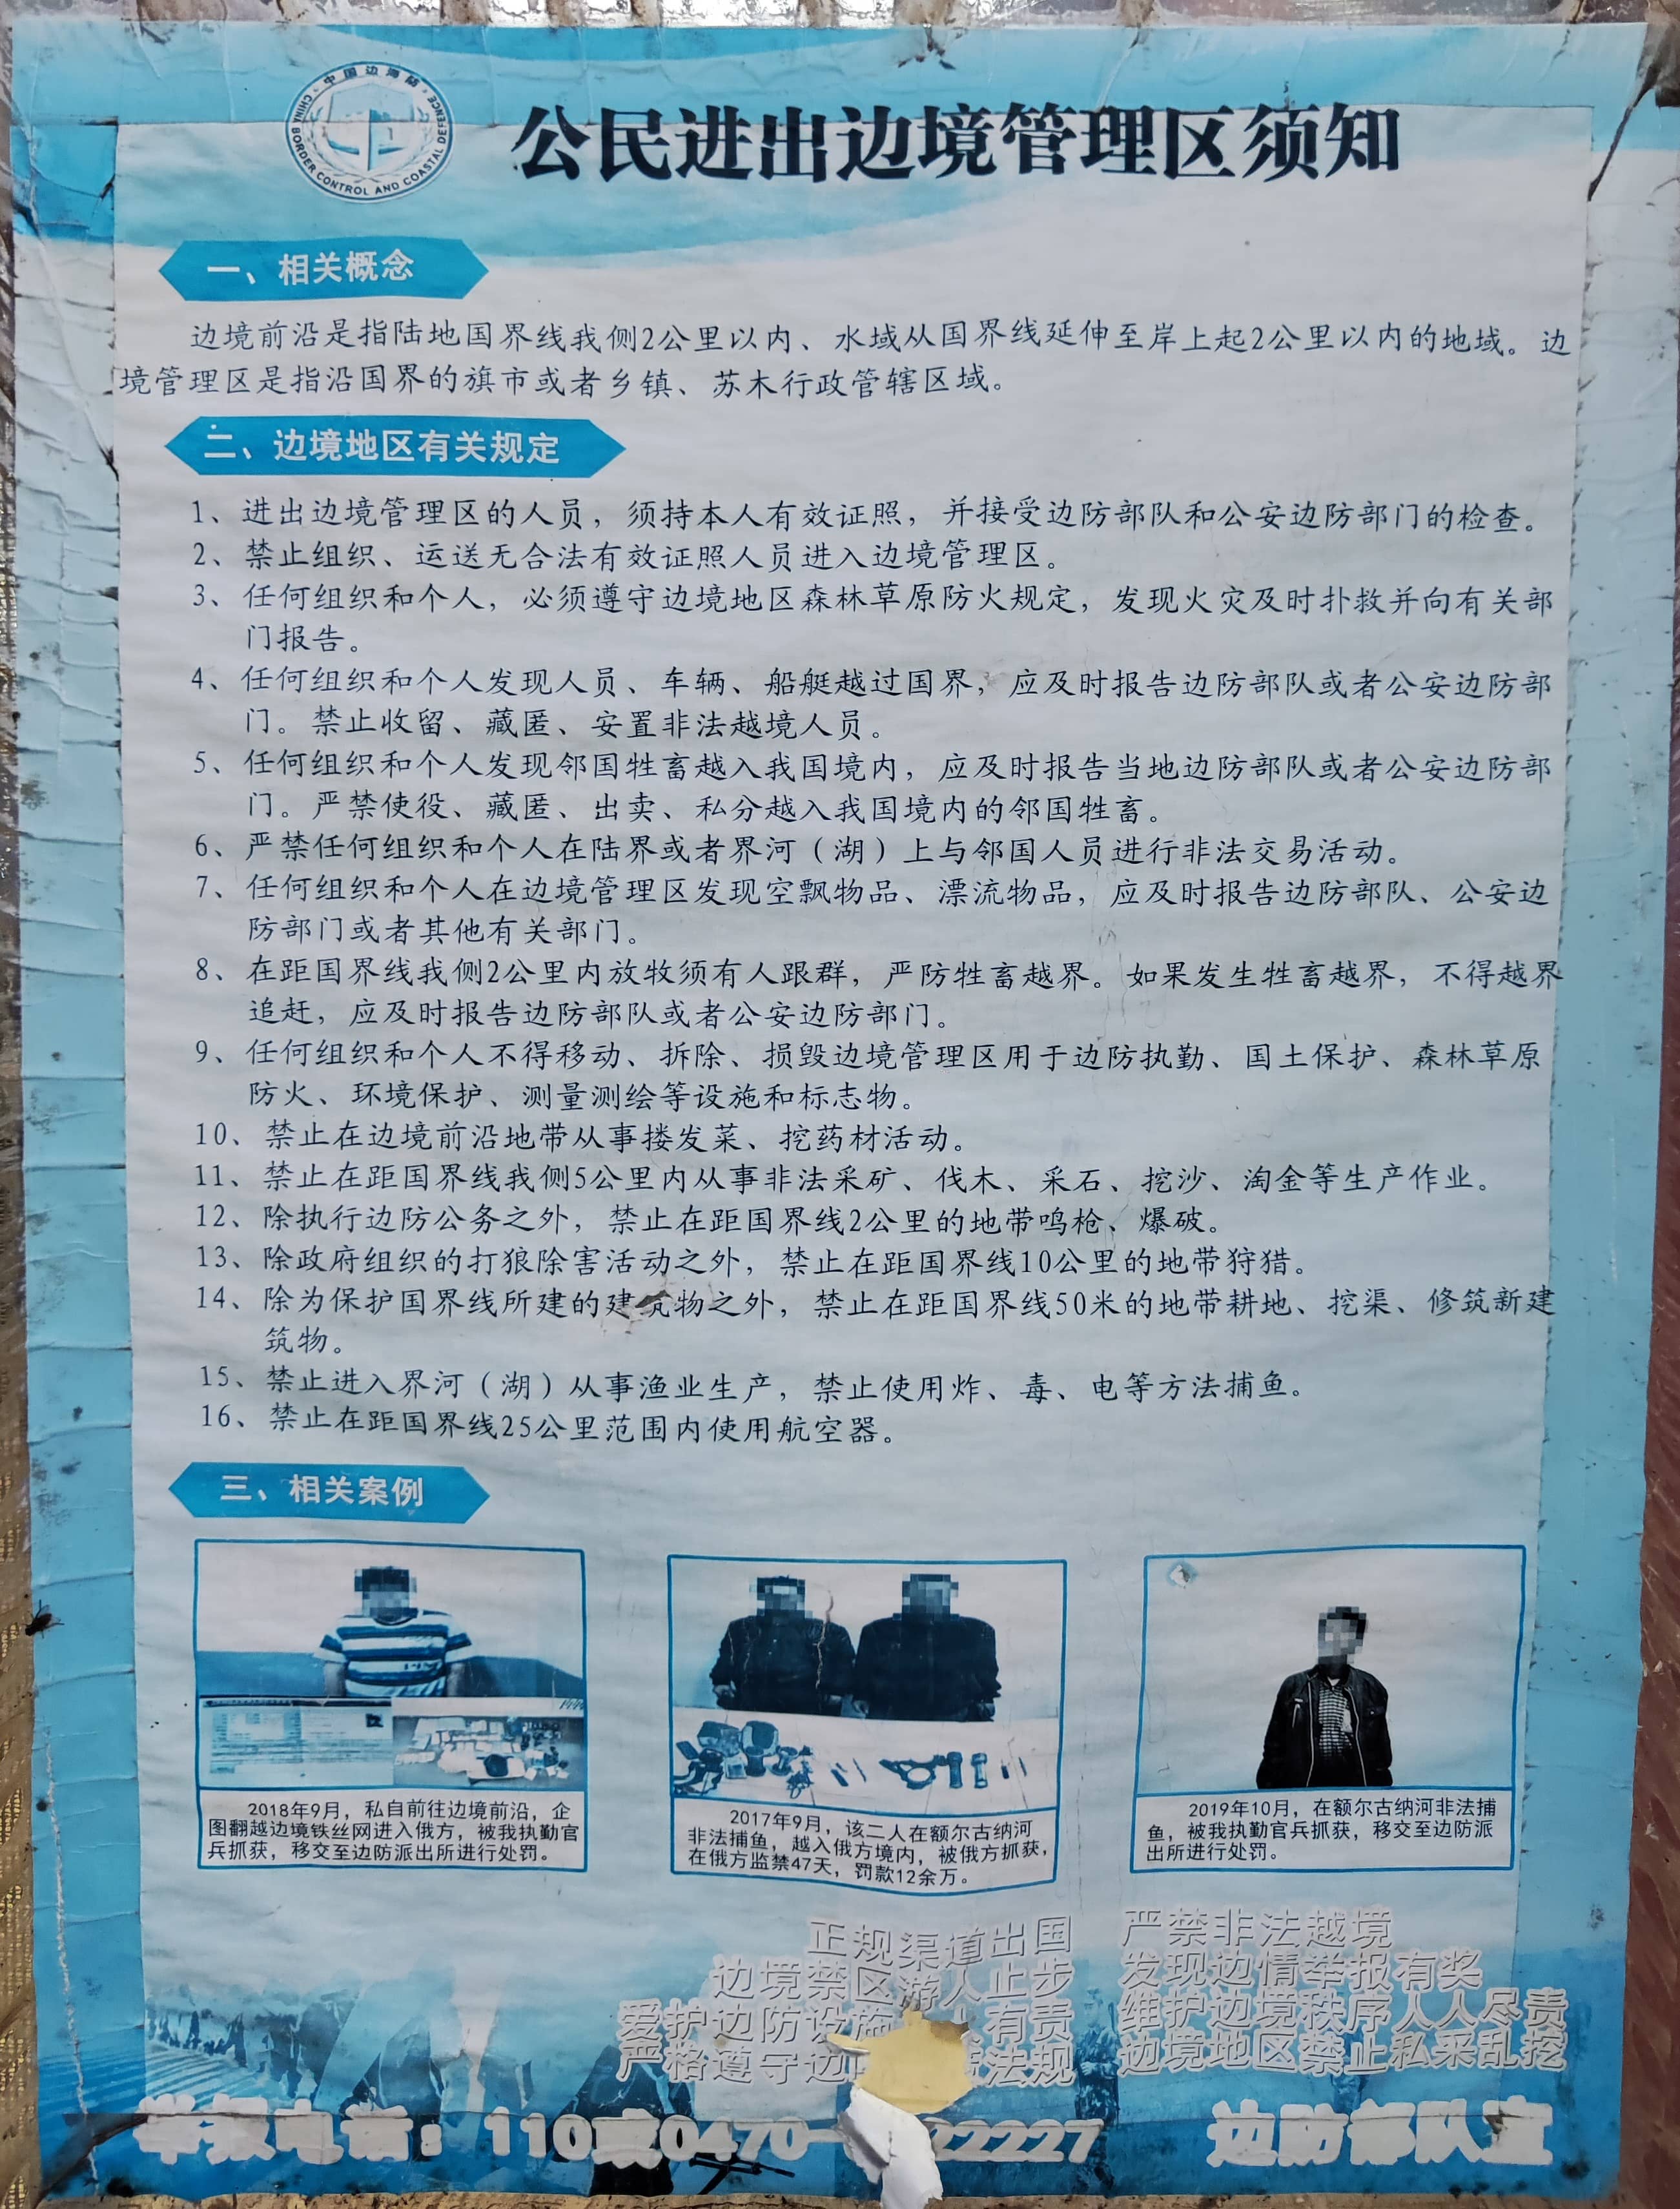 中国边海防
CHINA BORDER CONTROL AND COASTAL DEFENCE
公民进出边境管理区须知
一、相关概念
边境前沿是指陆地国界线我侧2公里以内、水域从国界线延伸至岸上起2公里以内的地域。边
境管理区是指沿国界的旗市或者乡镇、苏木行政管辖区域。
二、边境地区有关规定
1、进出边境管理区的人员，须持本人有效证照，并接受边防部队和公安边防部门的检查。
2、禁止组织、运送无合法有效证照人员进入边境管理区。
3、任何组织和个人，必须遵守边境地区森林草原防火规定，发现火灾及时扑救并向有关部
门报告。
4、任何组织和个人发现人员、车辆、船艇越过国界，应及时报告边防部队或者公安边防部
门。禁止收留、藏匿、安置非法越境人员。
5、任何组织和个人发现邻国牲畜越入我国境内，应及时报告当地边防部队或者公安边防部
门。严禁使役、藏匿、出卖、私分越入我国境内的邻国牲畜。
6、严禁任何组织和个人在陆界或者界河（湖）上与邻国人员进行非法交易活动。
7、任何组织和个人在边境管理区发现空飘物品、漂流物品，应及时报告边防部队、公安边
防部门或者其他有关部门。
8、在距国界线我侧2公里内放牧须有人跟群，严防牲畜越界。如果发生牲畜越界，不得越界
追赶，应及时报告边防部队或者公安边防部门。
9、任何组织和个人不得移动、拆除、损毁边境管理区用于边防执勤、国土保护、森林草原
防火、环境保护、测量测绘等设施和标志物。
10、禁止在边境前沿地带从事搂发菜、挖药材活动。
11、禁止在距国界线我侧5公里内从事非法采矿、伐木、采石、挖沙、淘金等生产作业。
12、除执行边防公务之外，禁止在距国界线2公里的地带鸣枪、爆破。
13、除政府组织的打狼除害活动之外，禁止在距国界线10公里的地带狩猎。
14、除为保护国界线所建的建筑物之外，禁止在距国界线50米的地带耕地、挖渠、修筑新建
筑物。
15、禁止进入界河（湖）从事渔业生产，禁止使用炸、毒、电等方法捕鱼。
16、禁止在距国界线25公里范围内使用航空器。
三、相关案例
2018年9月，私自前往边境前沿，企
图翻越边境铁丝网进入俄方，被我执勤官
兵抓获，移交至边防派出所进行处罚。
2017年9月，该二人在额尔古纳河
非法捕鱼，越入俄方境内，被俄方抓获，
在俄方监禁47天，罚款12余万。
2019年10月，在额尔古纳河非法捕
鱼，被我执勤官兵抓获，移交至边防派
出所进行处罚。
正规渠道出国 严禁非法越境
边境禁区游人止步 发现边情举报有奖
爱护边防设施 有责 维护边境秩序人人尽责
严格遵守边 法规 边境地区禁止私采乱挖
举报电话：110或0470- 22227 边防部队宣